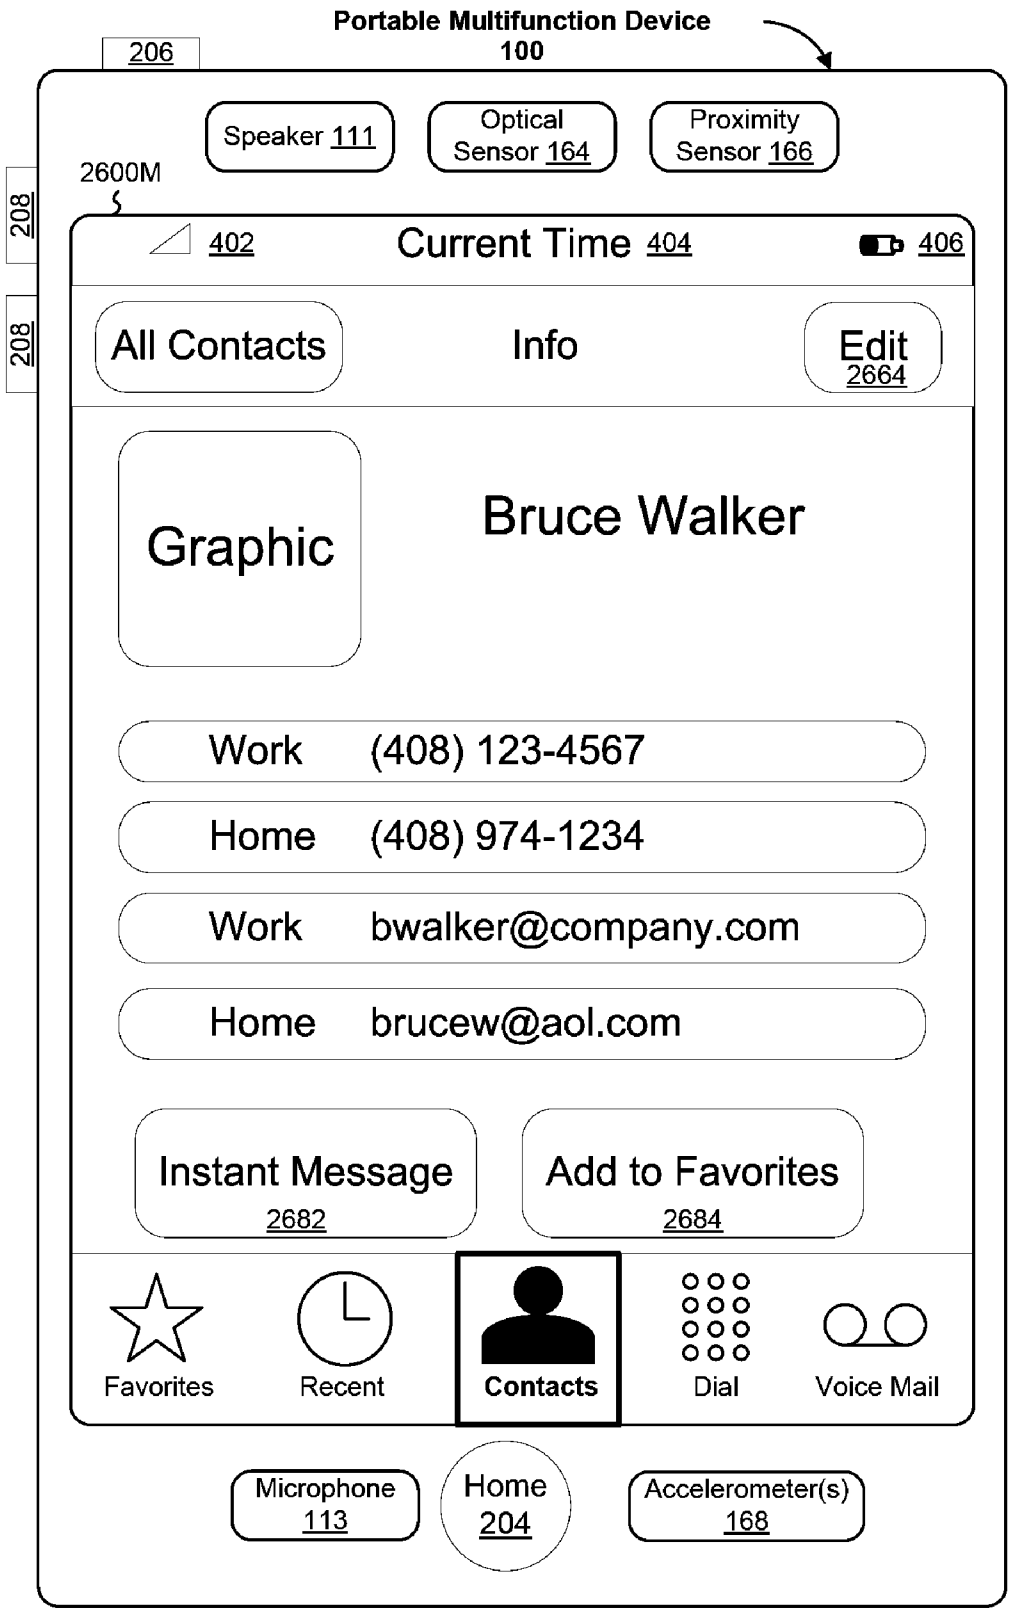 Portable Multifunction Device
100
206
Speaker 111
Optical
Sensor 164
Proximity
Sensor 166
2600M
208
208
402
Current Time 404
406
All Contacts
Info
Edit
2664
Graphic
Bruce Walker
Work (408) 123-4567
Home (408) 974-1234
Work bwalker@company.com
Home brucew@aol.com
Instant Message
2682
Add to Favorites
2684
Favorites
Recent
Contacts
Dial
Voice Mail
Microphone
113
Home
204
Accelerometer(s)
168